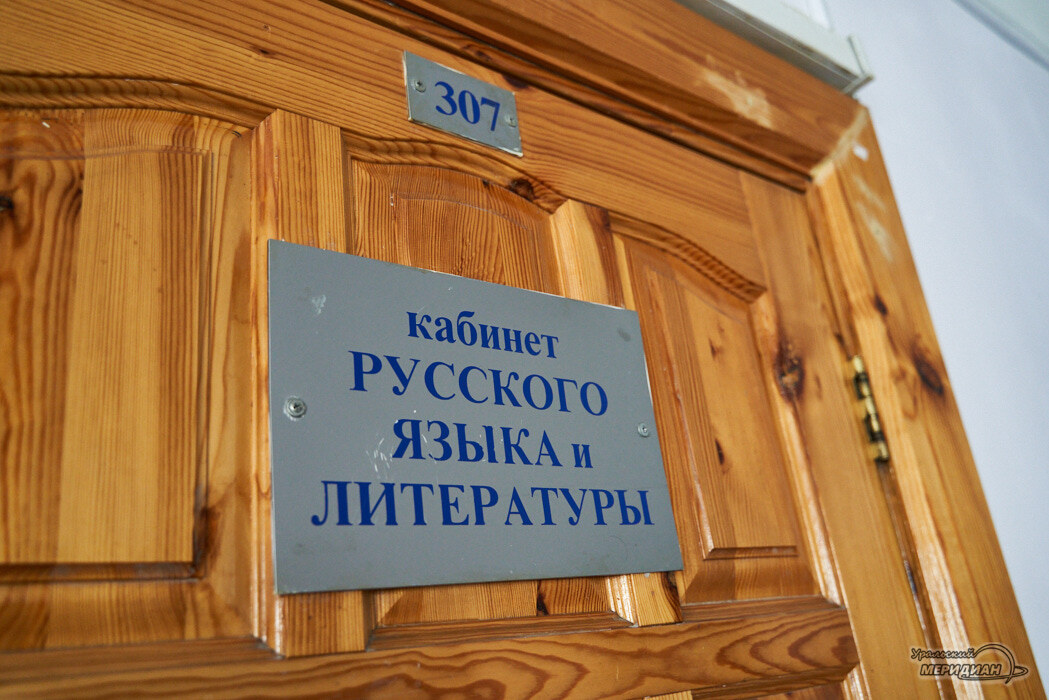 307
кабинет
РУССКОГО
ЯЗЫКА и
ЛИТЕРАТУРЫ
Уральский
МЕРИДИАН